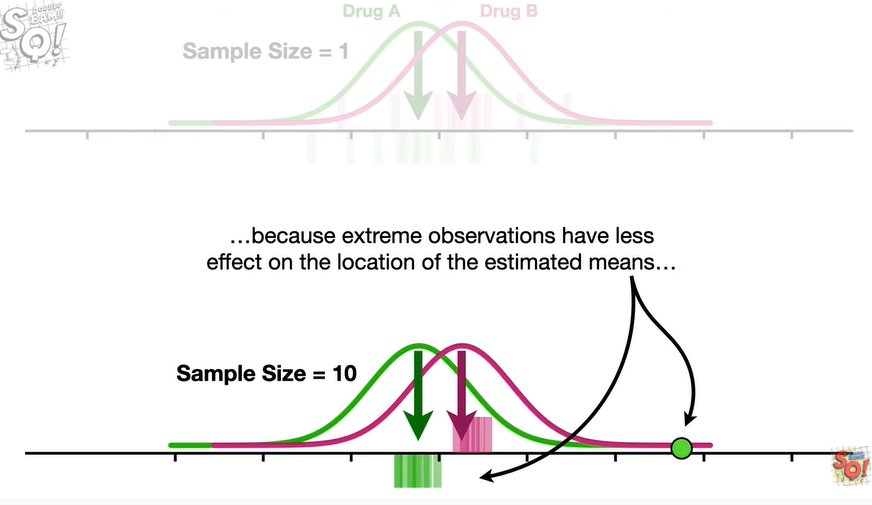 Drug A
Drug B
Sample Size = 1
…because extreme observations have less
effect on the location of the estimated means…
Sample Size = 10
SQ!